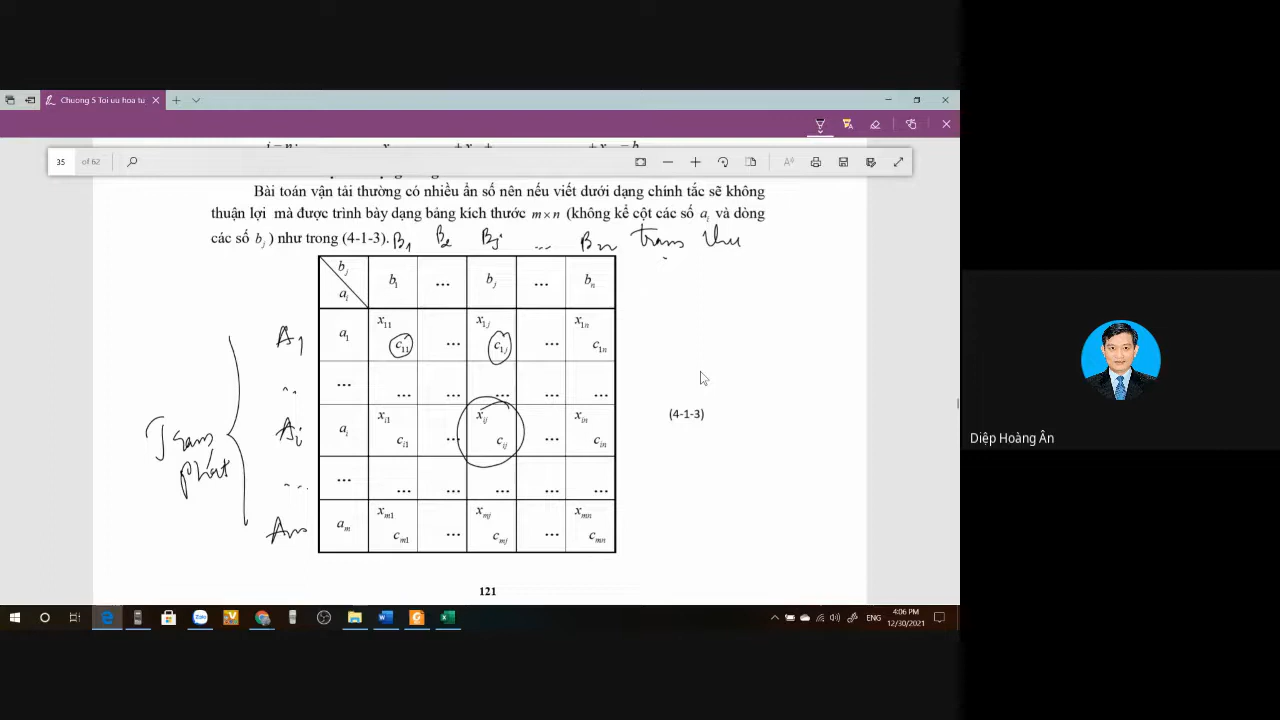 Chuong 5 Toi uu hoa tu
35 of 62
Bài toán vận tải thường có nhiều ẩn số nên nếu viết dưới dạng chính tắc sẽ không
thuận lợi mà được trình bày dạng bảng kích thước m×n (không kể cột các số aᵢ và dòng
các số bⱼ) như trong (4-1-3).
B₁ B₂ Bⱼ ... Bₙ trạm thu
bⱼ aᵢ b₁ ... bⱼ ... bₙ
A₁ a₁ x₁₁ c₁₁ ... x₁ⱼ c₁ⱼ ... x₁ₙ c₁ₙ
... ... ... ... ... ... ...
Trạm phát Aᵢ aᵢ xᵢ₁ cᵢ₁ ... xᵢⱼ cᵢⱼ ... xᵢₙ cᵢₙ
(4-1-3)
... ... ... ... ... ... ...
Aₘ aₘ xₘ₁ cₘ₁ ... xₘⱼ cₘⱼ ... xₘₙ cₘₙ
121
Diệp Hoàng Ân
Zalo
ENG
4:06 PM
12/30/2021